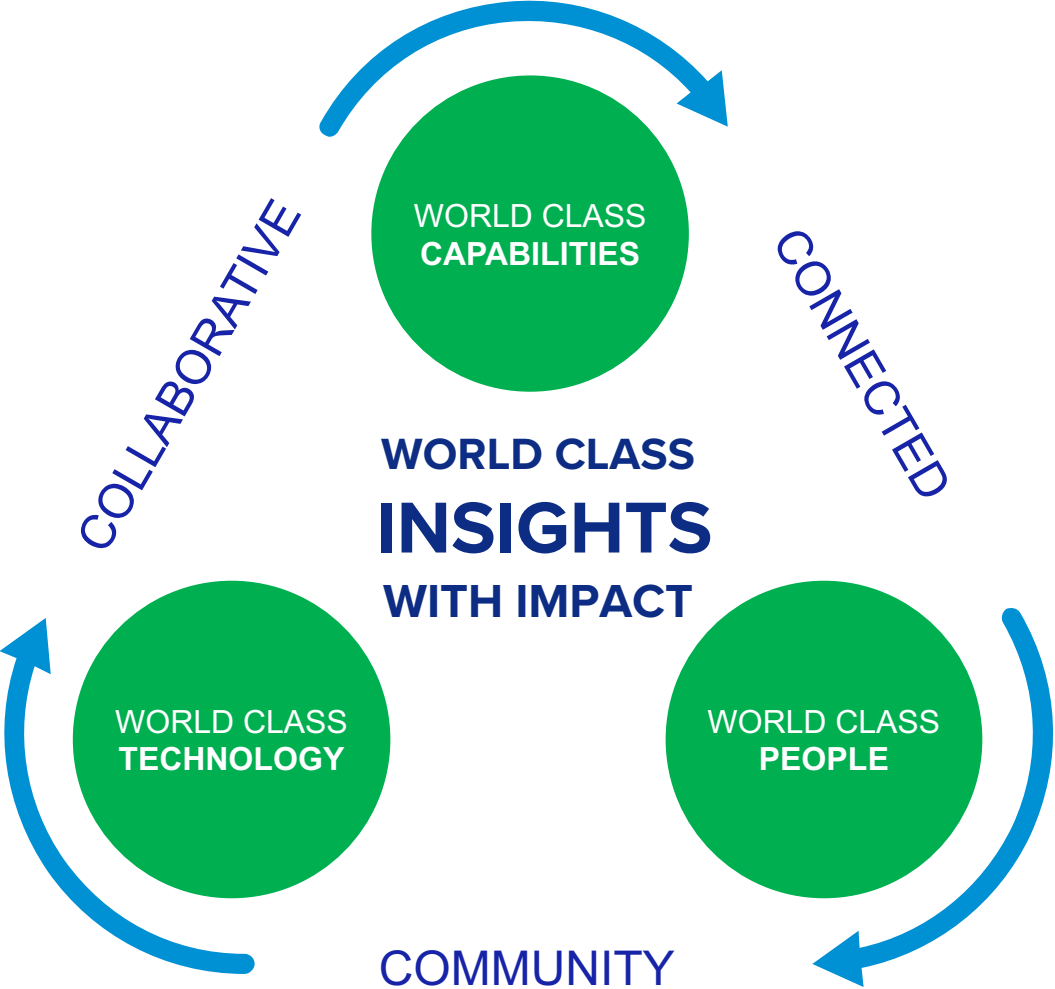 WORLD CLASS
CAPABILITIES
COLLABORATIVE
CONNECTED
WORLD CLASS
INSIGHTS
WITH IMPACT
WORLD CLASS
TECHNOLOGY
WORLD CLASS
PEOPLE
COMMUNITY